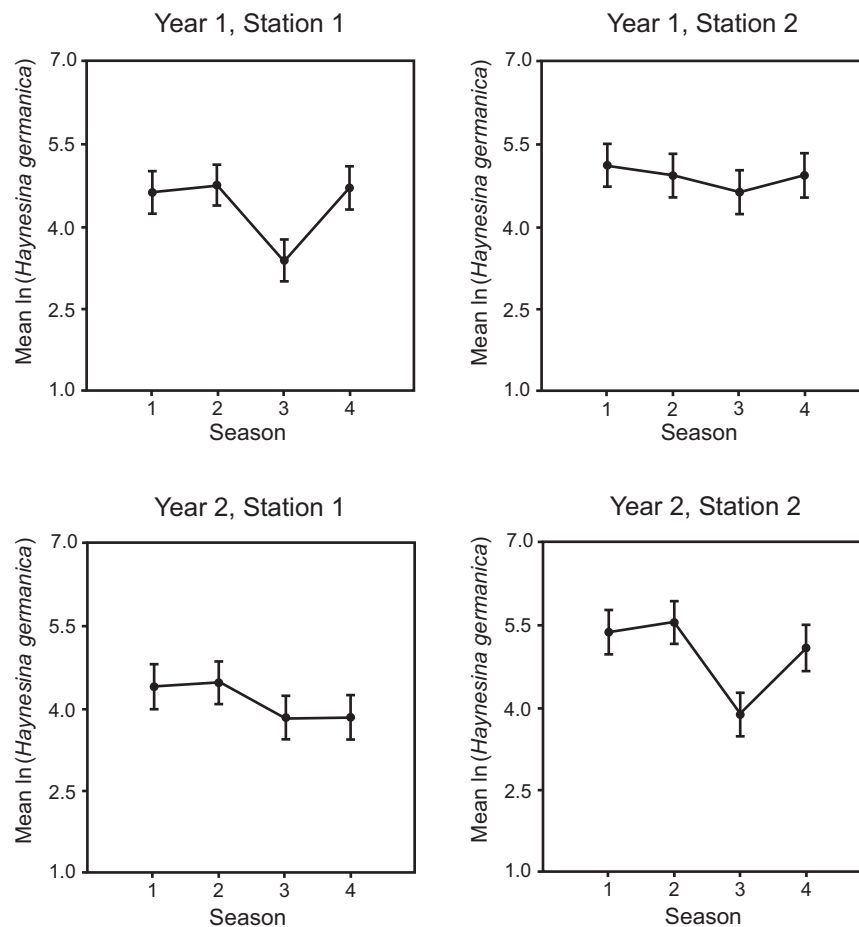 Year 1, Station 1
Mean ln (Haynesina germanica)
7.0
5.5
4.0
2.5
1.0
1 2 3 4
Season
Year 1, Station 2
Mean ln (Haynesina germanica)
7.0
5.5
4.0
2.5
1.0
1 2 3 4
Season
Year 2, Station 1
Mean ln (Haynesina germanica)
7.0
5.5
4.0
2.5
1.0
1 2 3 4
Season
Year 2, Station 2
Mean ln (Haynesina germanica)
7.0
5.5
4.0
2.5
1.0
1 2 3 4
Season